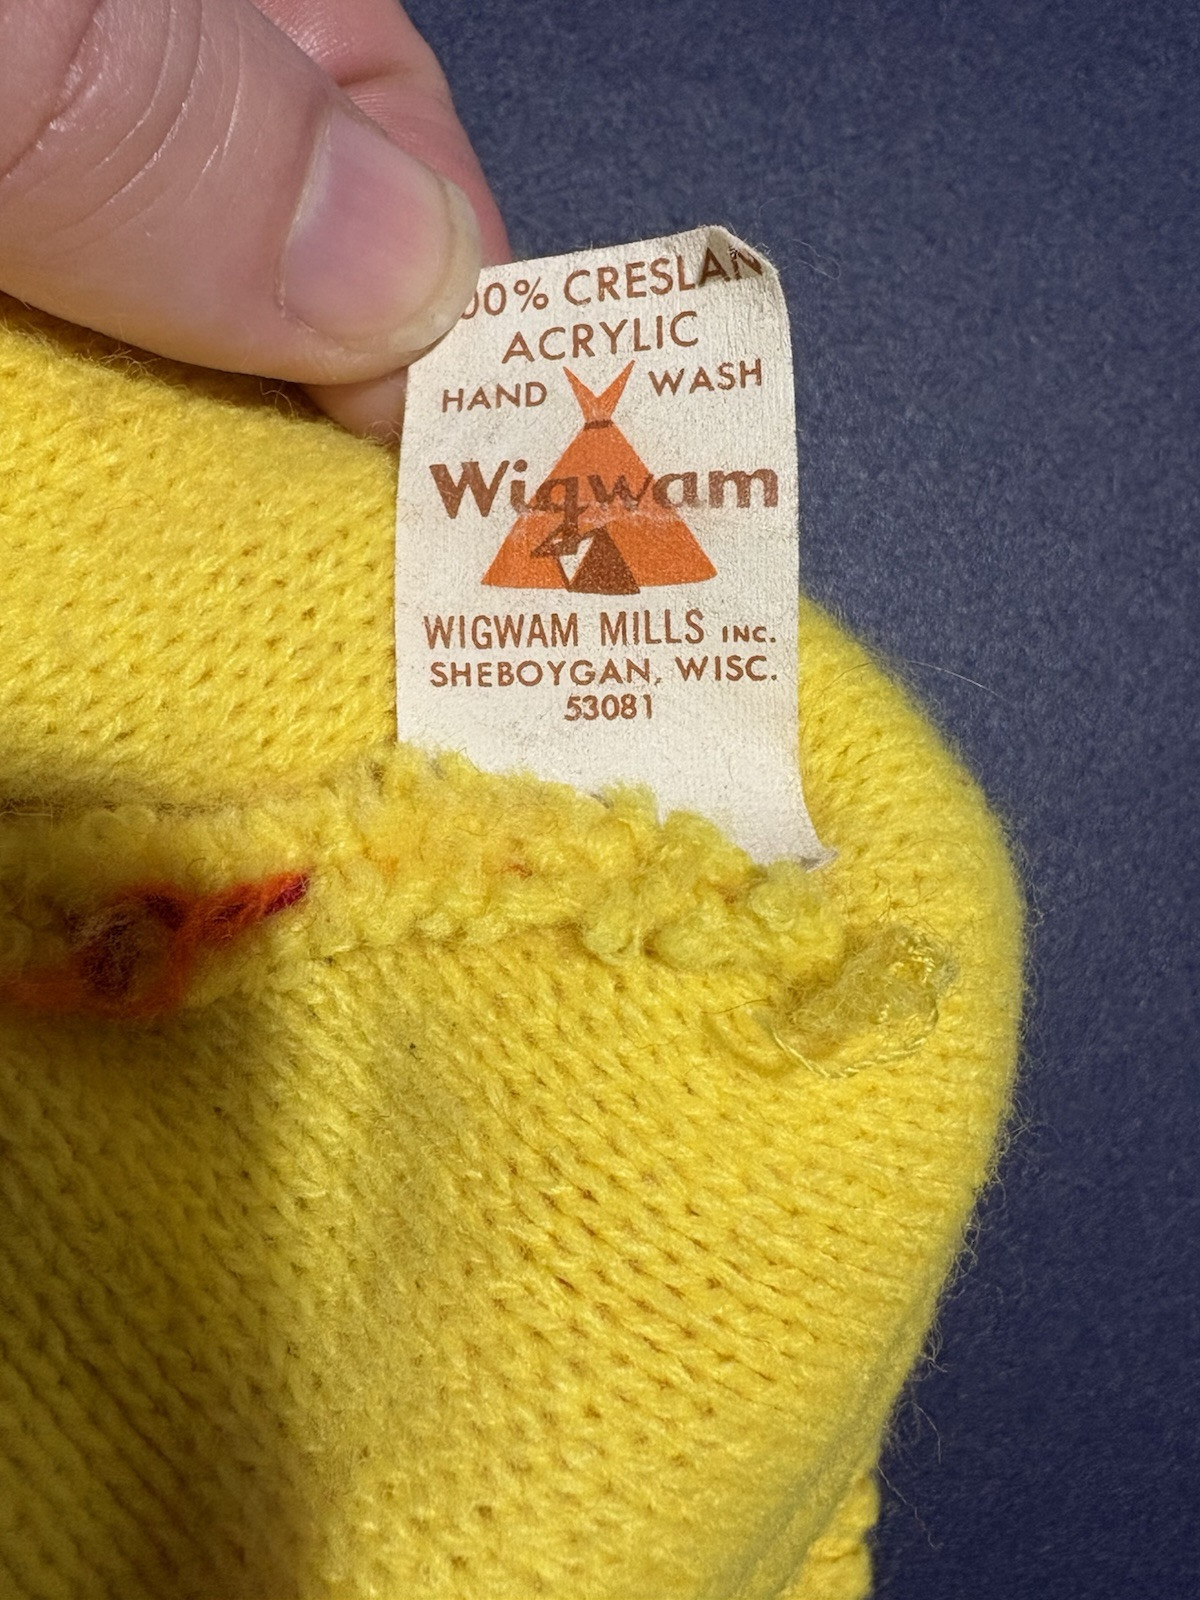 00% CRESLAN
ACRYLIC
HAND WASH
Wigwam
WIGWAM MILLS INC.
SHEBOYGAN, WISC.
53081